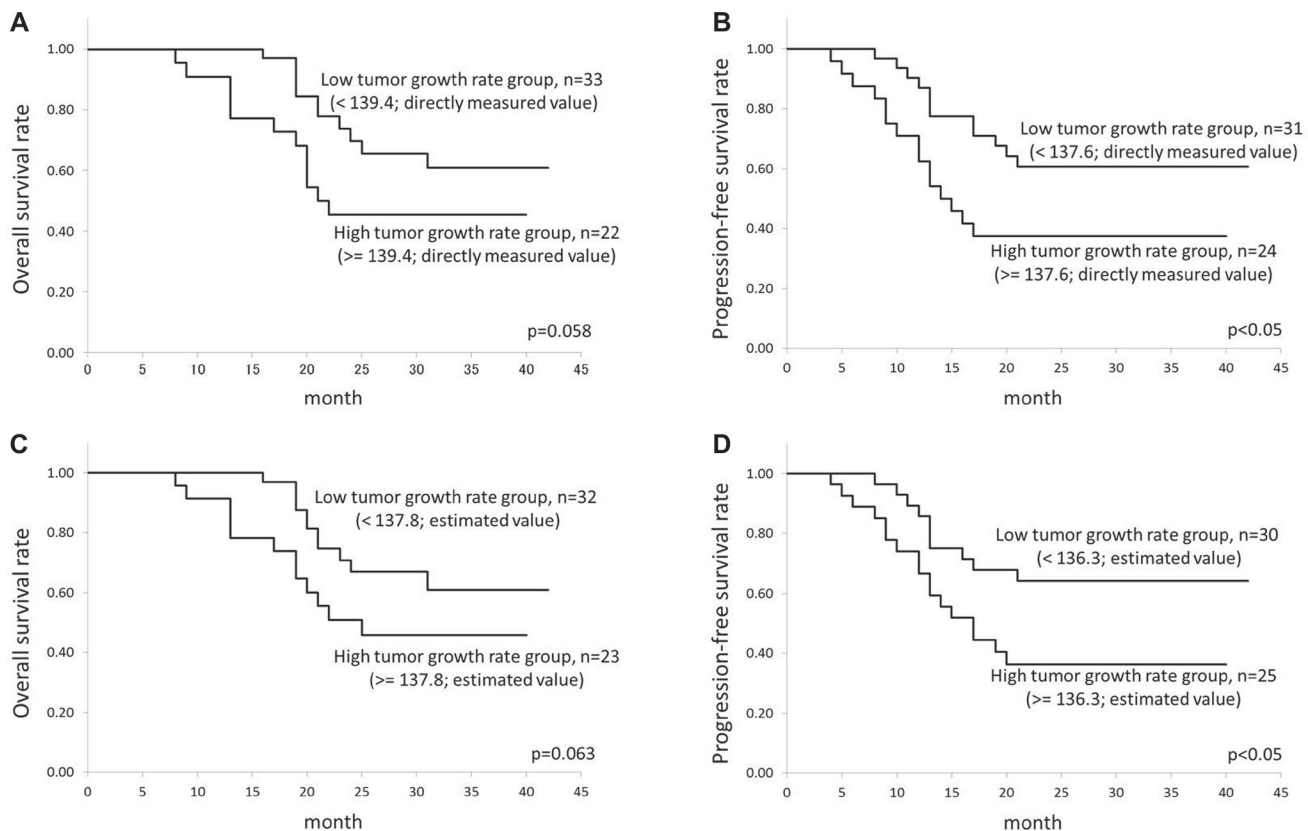 A
Overall survival rate
1.00
0.80
0.60
0.40
0.20
0.00
Low tumor growth rate group, n=33
(< 139.4; directly measured value)
High tumor growth rate group, n=22
(>= 139.4; directly measured value)
p=0.058
0 5 10 15 20 25 30 35 40 45
month
B
Progression-free survival rate
1.00
0.80
0.60
0.40
0.20
0.00
Low tumor growth rate group, n=31
(< 137.6; directly measured value)
High tumor growth rate group, n=24
(>= 137.6; directly measured value)
p<0.05
0 5 10 15 20 25 30 35 40 45
month
C
Overall survival rate
1.00
0.80
0.60
0.40
0.20
0.00
Low tumor growth rate group, n=32
(< 137.8; estimated value)
High tumor growth rate group, n=23
(>= 137.8; estimated value)
p=0.063
0 5 10 15 20 25 30 35 40 45
month
D
Progression-free survival rate
1.00
0.80
0.60
0.40
0.20
0.00
Low tumor growth rate group, n=30
(< 136.3; estimated value)
High tumor growth rate group, n=25
(>= 136.3; estimated value)
p<0.05
0 5 10 15 20 25 30 35 40 45
month